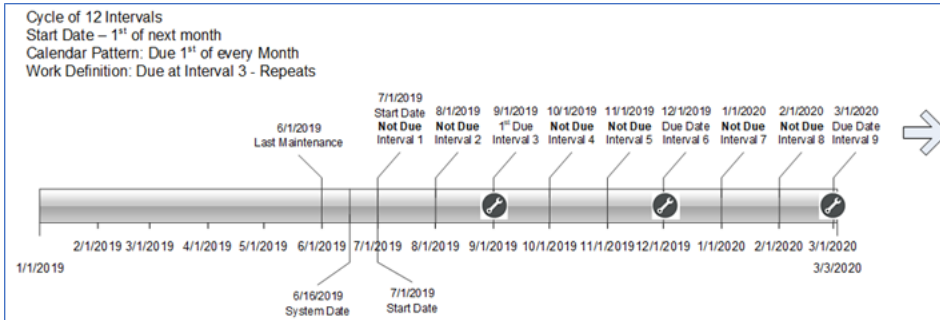 Cycle of 12 Intervals
Start Date – 1st of next month
Calendar Pattern: Due 1st of every Month
Work Definition: Due at Interval 3 - Repeats
6/1/2019
Last Maintenance
7/1/2019
Start Date
Not Due
Interval 1
8/1/2019
Not Due
Interval 2
9/1/2019
1st Due
Interval 3
10/1/2019
Not Due
Interval 4
11/1/2019
Not Due
Interval 5
12/1/2019
Due Date
Interval 6
1/1/2020
Not Due
Interval 7
2/1/2020
Not Due
Interval 8
3/1/2020
Due Date
Interval 9
2/1/2019 3/1/2019 4/1/2019 5/1/2019 6/1/2019 7/1/2019 8/1/2019 9/1/2019 10/1/2019 11/1/2019 12/1/2019 1/1/2020 2/1/2020 3/1/2020
1/1/2019 3/3/2020
6/16/2019
System Date
7/1/2019
Start Date